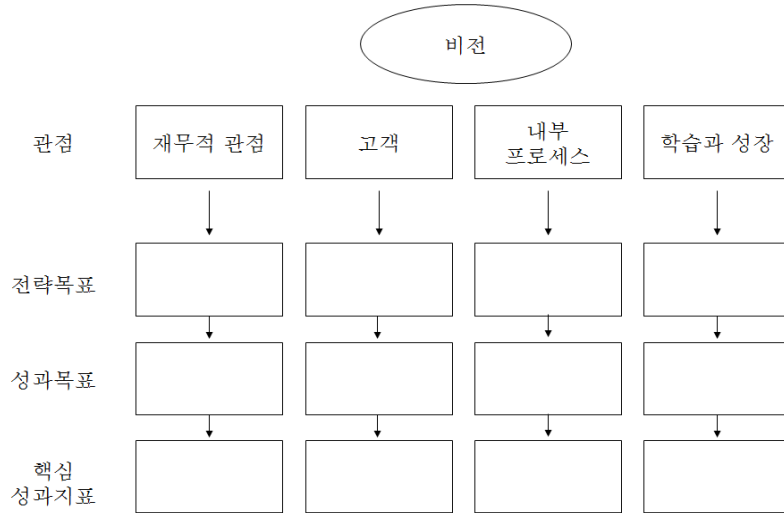 비전
관점
재무적 관점
고객
내부
프로세스
학습과 성장
전략목표
성과목표
핵심
성과지표